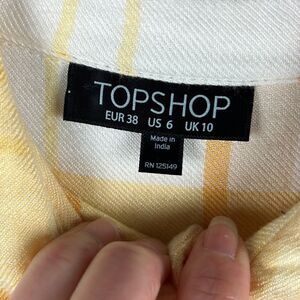 TOPSHOP
EUR 38 US 6 UK 10
Made in
India
RN 125149